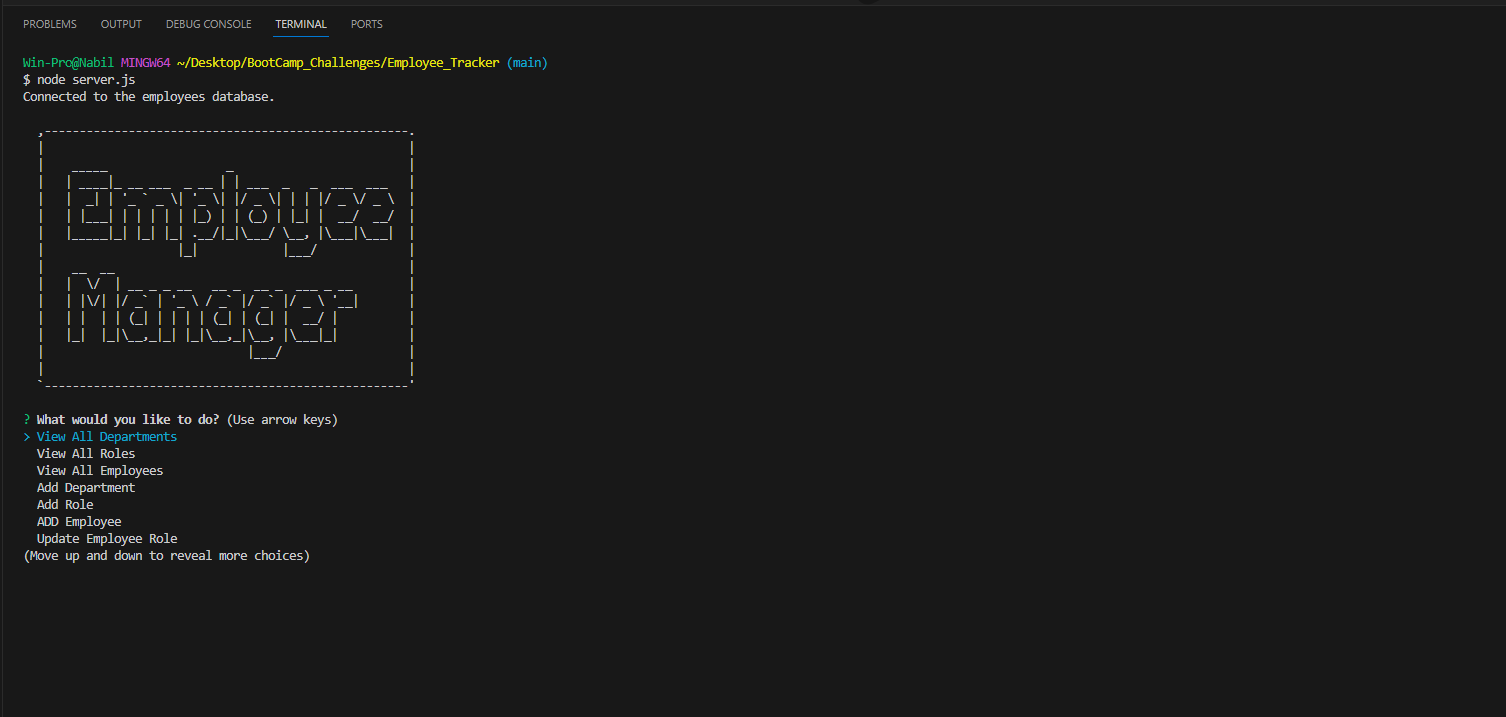 PROBLEMS OUTPUT DEBUG CONSOLE TERMINAL PORTS
Win-Pro@Nabil MINGW64 ~/Desktop/BootCamp_Challenges/Employee_Tracker (main)
$ node server.js
Connected to the employees database.
Employee
Manager
? What would you like to do? (Use arrow keys)
> View All Departments
View All Roles
View All Employees
Add Department
Add Role
ADD Employee
Update Employee Role
(Move up and down to reveal more choices)